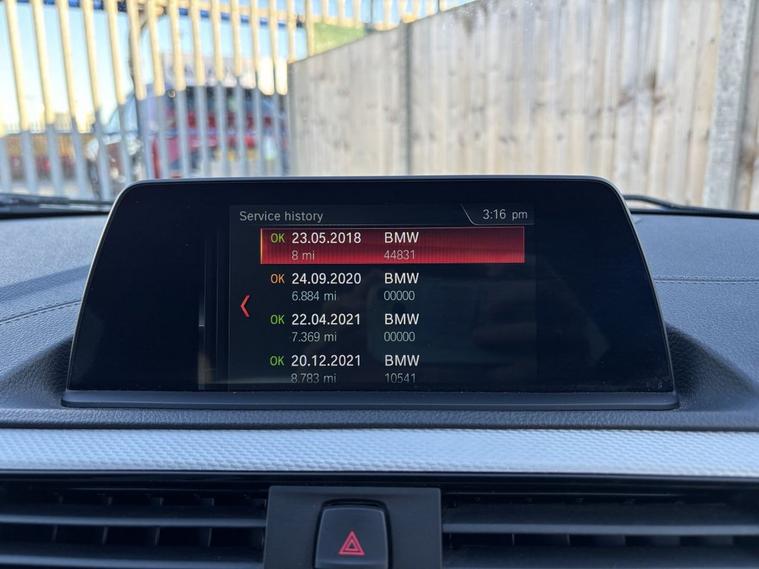 Service history 3:16 pm
OK 23.05.2018 BMW
8 mi 44831
OK 24.09.2020 BMW
6.884 mi 00000
OK 22.04.2021 BMW
7.369 mi 00000
OK 20.12.2021 BMW
8.783 mi 10541